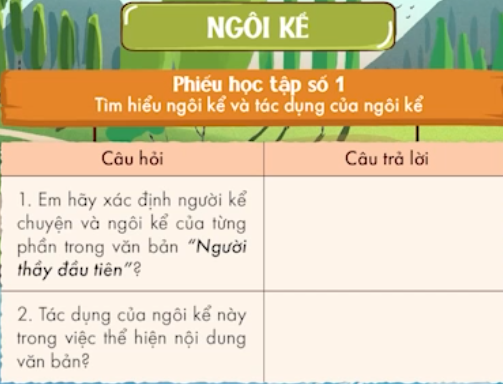 NGÔI KỂ
Phiếu học tập số 1
Tìm hiểu ngôi kể và tác dụng của ngôi kể
Câu hỏi
Câu trả lời
1. Em hãy xác định người kể
chuyện và ngôi kể của từng
phần trong văn bản “Người
thầy đầu tiên”?
2. Tác dụng của ngôi kể này
trong việc thể hiện nội dung
văn bản?